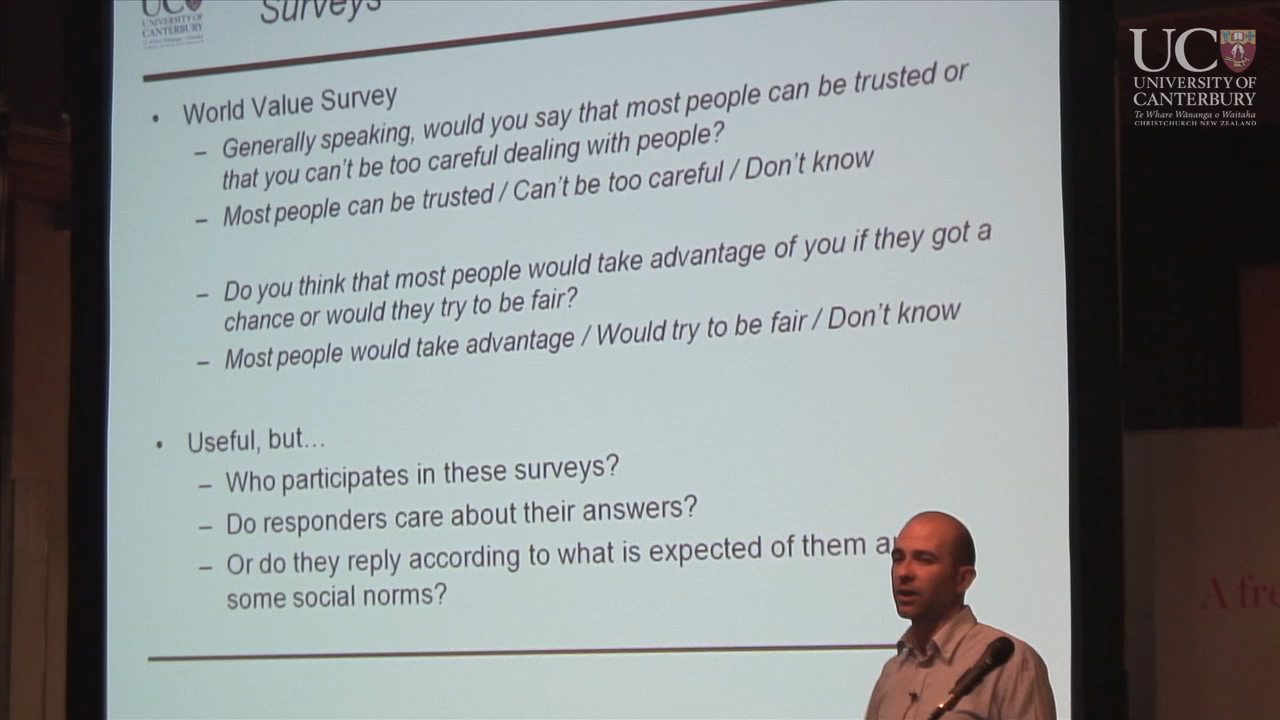 UC
UNIVERSITY OF
CANTERBURY
Surveys
• World Value Survey
– Generally speaking, would you say that most people can be trusted or
that you can't be too careful dealing with people?
– Most people can be trusted / Can't be too careful / Don't know
– Do you think that most people would take advantage of you if they got a
chance or would they try to be fair?
– Most people would take advantage / Would try to be fair / Don't know
• Useful, but…
– Who participates in these surveys?
– Do responders care about their answers?
– Or do they reply according to what is expected of them
some social norms?
UC
UNIVERSITY OF
CANTERBURY
Te Whare Wānanga o Waitaha
CHRISTCHURCH NEW ZEALAND
A